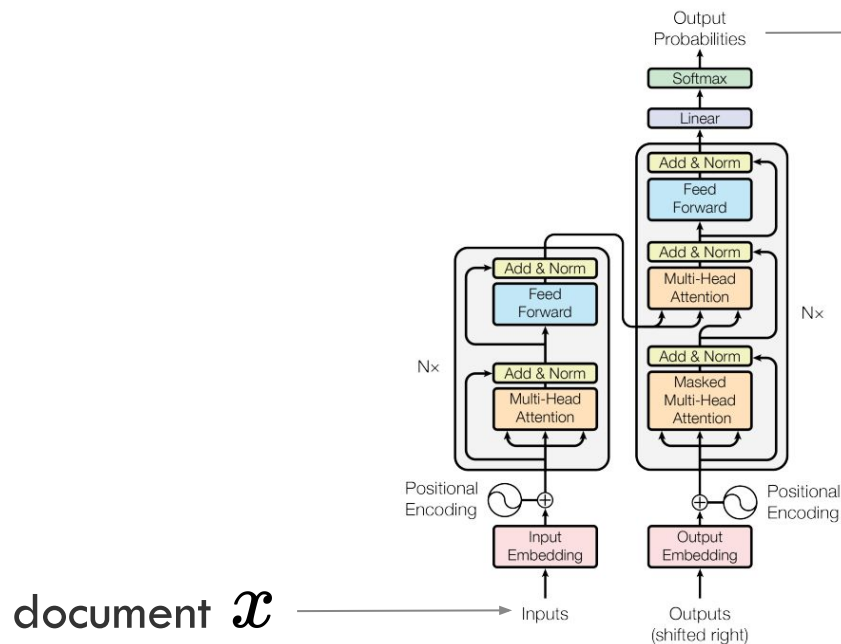 Output
Probabilities
Softmax
Linear
Add & Norm
Feed
Forward
Add & Norm
Multi-Head
Attention
Add & Norm
Masked
Multi-Head
Attention
N×
Add & Norm
Feed
Forward
Add & Norm
Multi-Head
Attention
N×
Positional
Encoding
Positional
Encoding
Input
Embedding
Output
Embedding
document x
Inputs
Outputs
(shifted right)